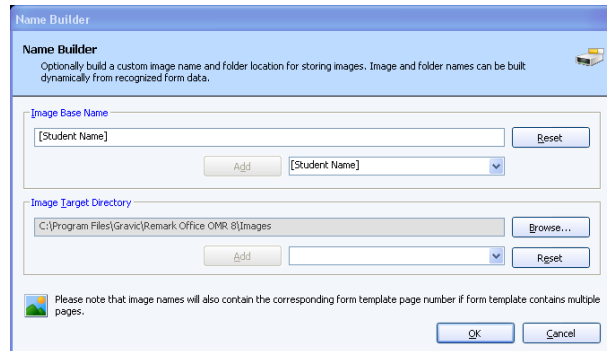 Name Builder
Name Builder
Optionally build a custom image name and folder location for storing images. Image and folder names can be built
dynamically from recognized form data.
Image Base Name
[Student Name]
Reset
Add
[Student Name]
Image Target Directory
C:\Program Files\Gravic\Remark Office OMR 8\Images
Browse...
Add
Reset
Please note that image names will also contain the corresponding form template page number if form template contains multiple
pages.
OK
Cancel